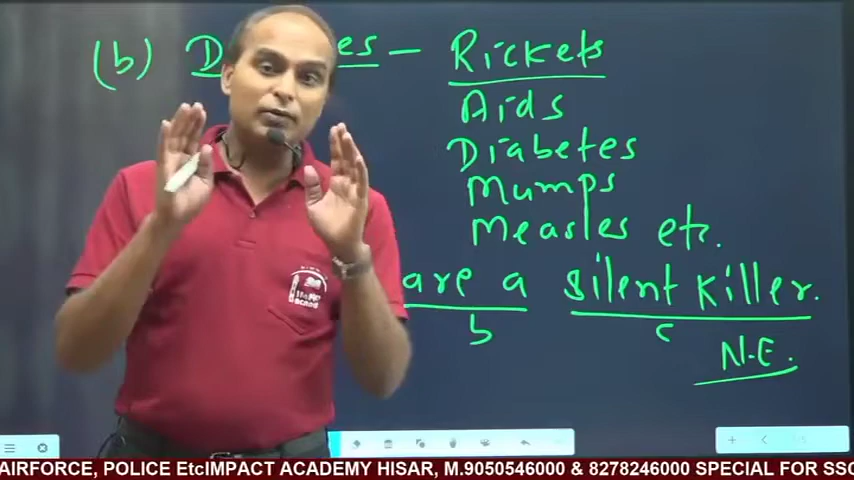 (b) D es - Rickets
Aids
Diabetes
Mumps
Measles etc.
are a silent killer.
b c
N.E.
AIRFORCE, POLICE EtcIMPACT ACADEMY HISAR, M.9050546000 & 8278246000 SPECIAL FOR SSC